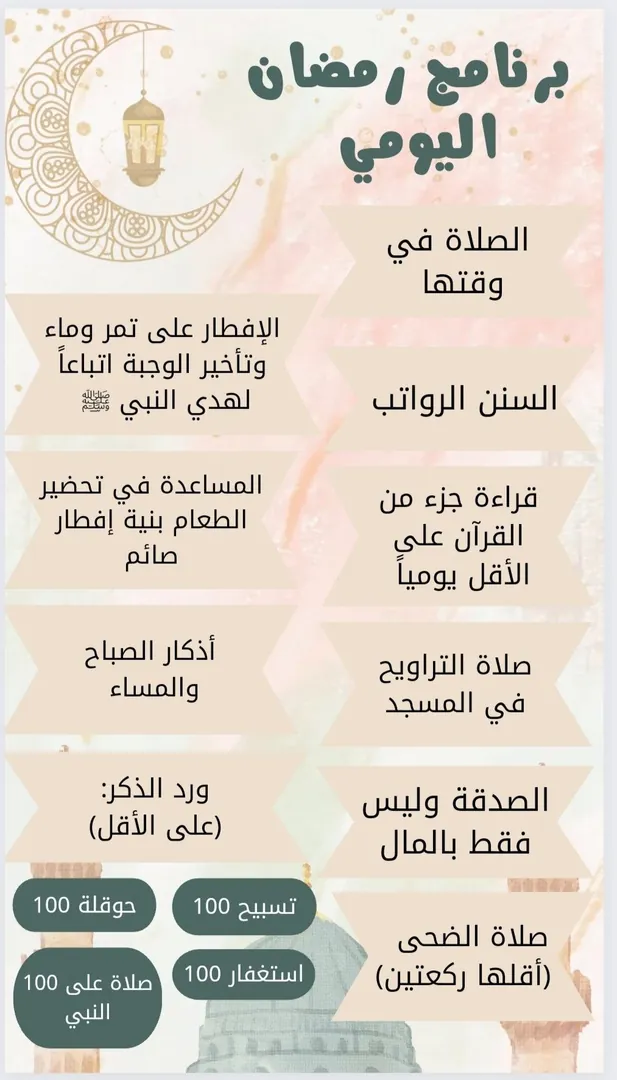 برنامج رمضان
اليومي
الصلاة في
وقتها
السنن الرواتب
قراءة جزء من
القرآن على
الأقل يومياً
صلاة التراويح
في المسجد
الصدقة وليس
فقط بالمال
صلاة الضحى
(أقلها ركعتين)
الإفطار على تمر وماء
وتأخير الوجبة اتباعاً
لهدي النبي ﷺ
المساعدة في تحضير
الطعام بنية إفطار
صائم
أذكار الصباح
والمساء
ورد الذكر:
(على الأقل)
تسبيح 100
حوقلة 100
استغفار 100
صلاة على 100
النبي